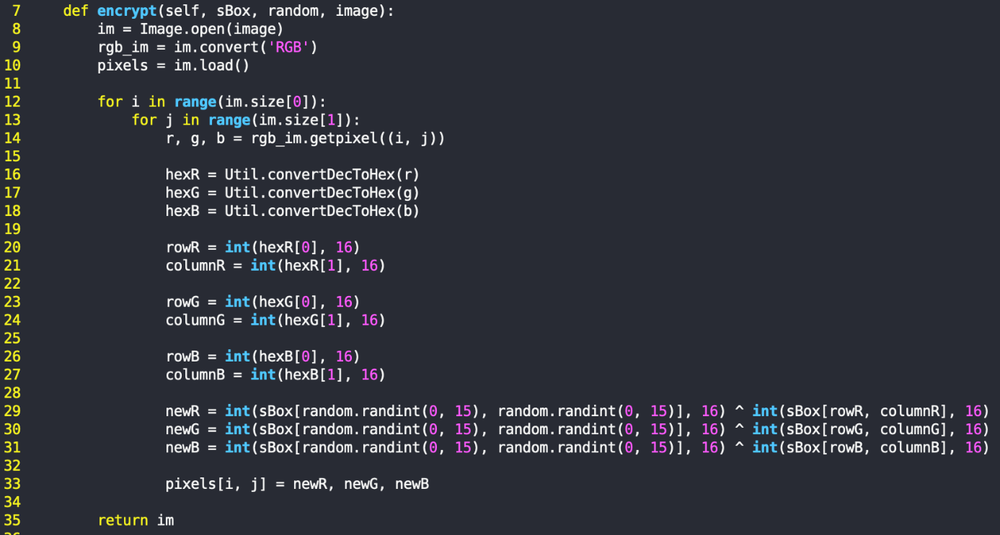 7     def encrypt(self, sBox, random, image):
8         im = Image.open(image)
9         rgb_im = im.convert('RGB')
10         pixels = im.load()
11
12         for i in range(im.size[0]):
13             for j in range(im.size[1]):
14                 r, g, b = rgb_im.getpixel((i, j))
15
16                 hexR = Util.convertDecToHex(r)
17                 hexG = Util.convertDecToHex(g)
18                 hexB = Util.convertDecToHex(b)
19
20                 rowR = int(hexR[0], 16)
21                 columnR = int(hexR[1], 16)
22
23                 rowG = int(hexG[0], 16)
24                 columnG = int(hexG[1], 16)
25
26                 rowB = int(hexB[0], 16)
27                 columnB = int(hexB[1], 16)
28
29                 newR = int(sBox[random.randint(0, 15), random.randint(0, 15)], 16) ^ int(sBox[rowR, columnR], 16)
30                 newG = int(sBox[random.randint(0, 15), random.randint(0, 15)], 16) ^ int(sBox[rowG, columnG], 16)
31                 newB = int(sBox[random.randint(0, 15), random.randint(0, 15)], 16) ^ int(sBox[rowB, columnB], 16)
32
33                 pixels[i, j] = newR, newG, newB
34
35         return im